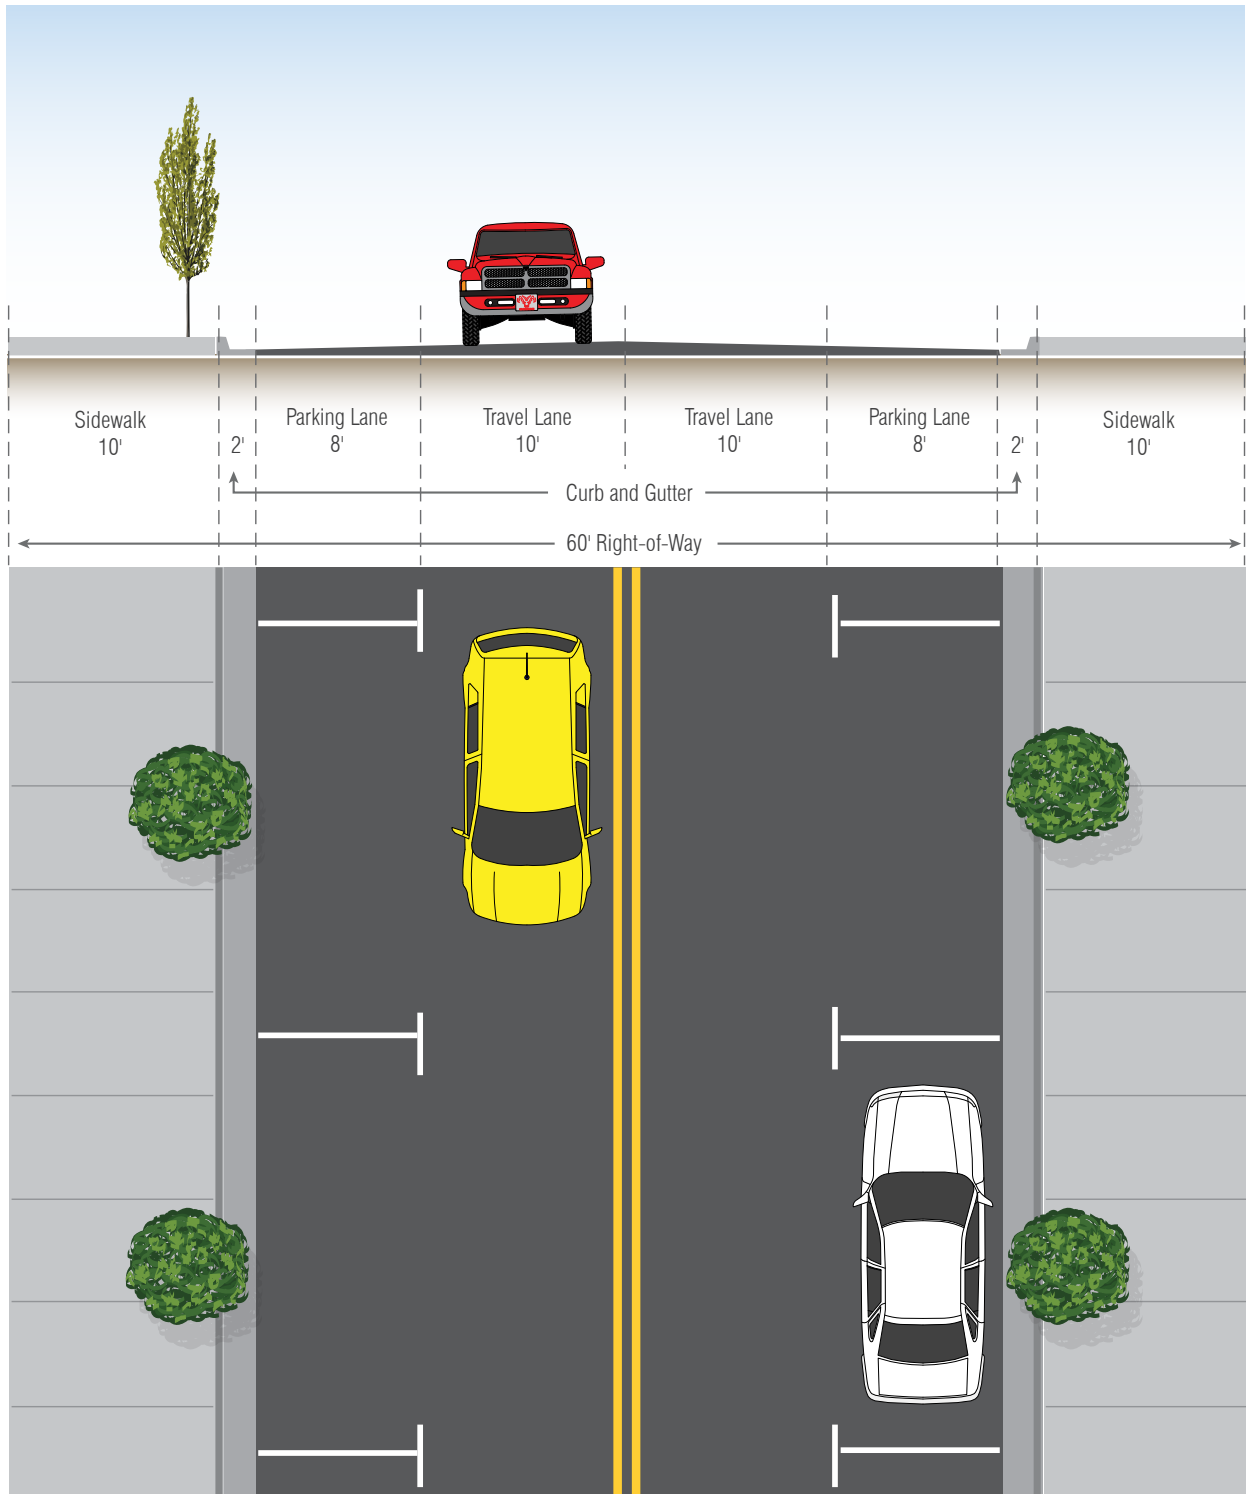 Sidewalk
10'
2'
Parking Lane
8'
Travel Lane
10'
Travel Lane
10'
Parking Lane
8'
2'
Sidewalk
10'
Curb and Gutter
60' Right-of-Way